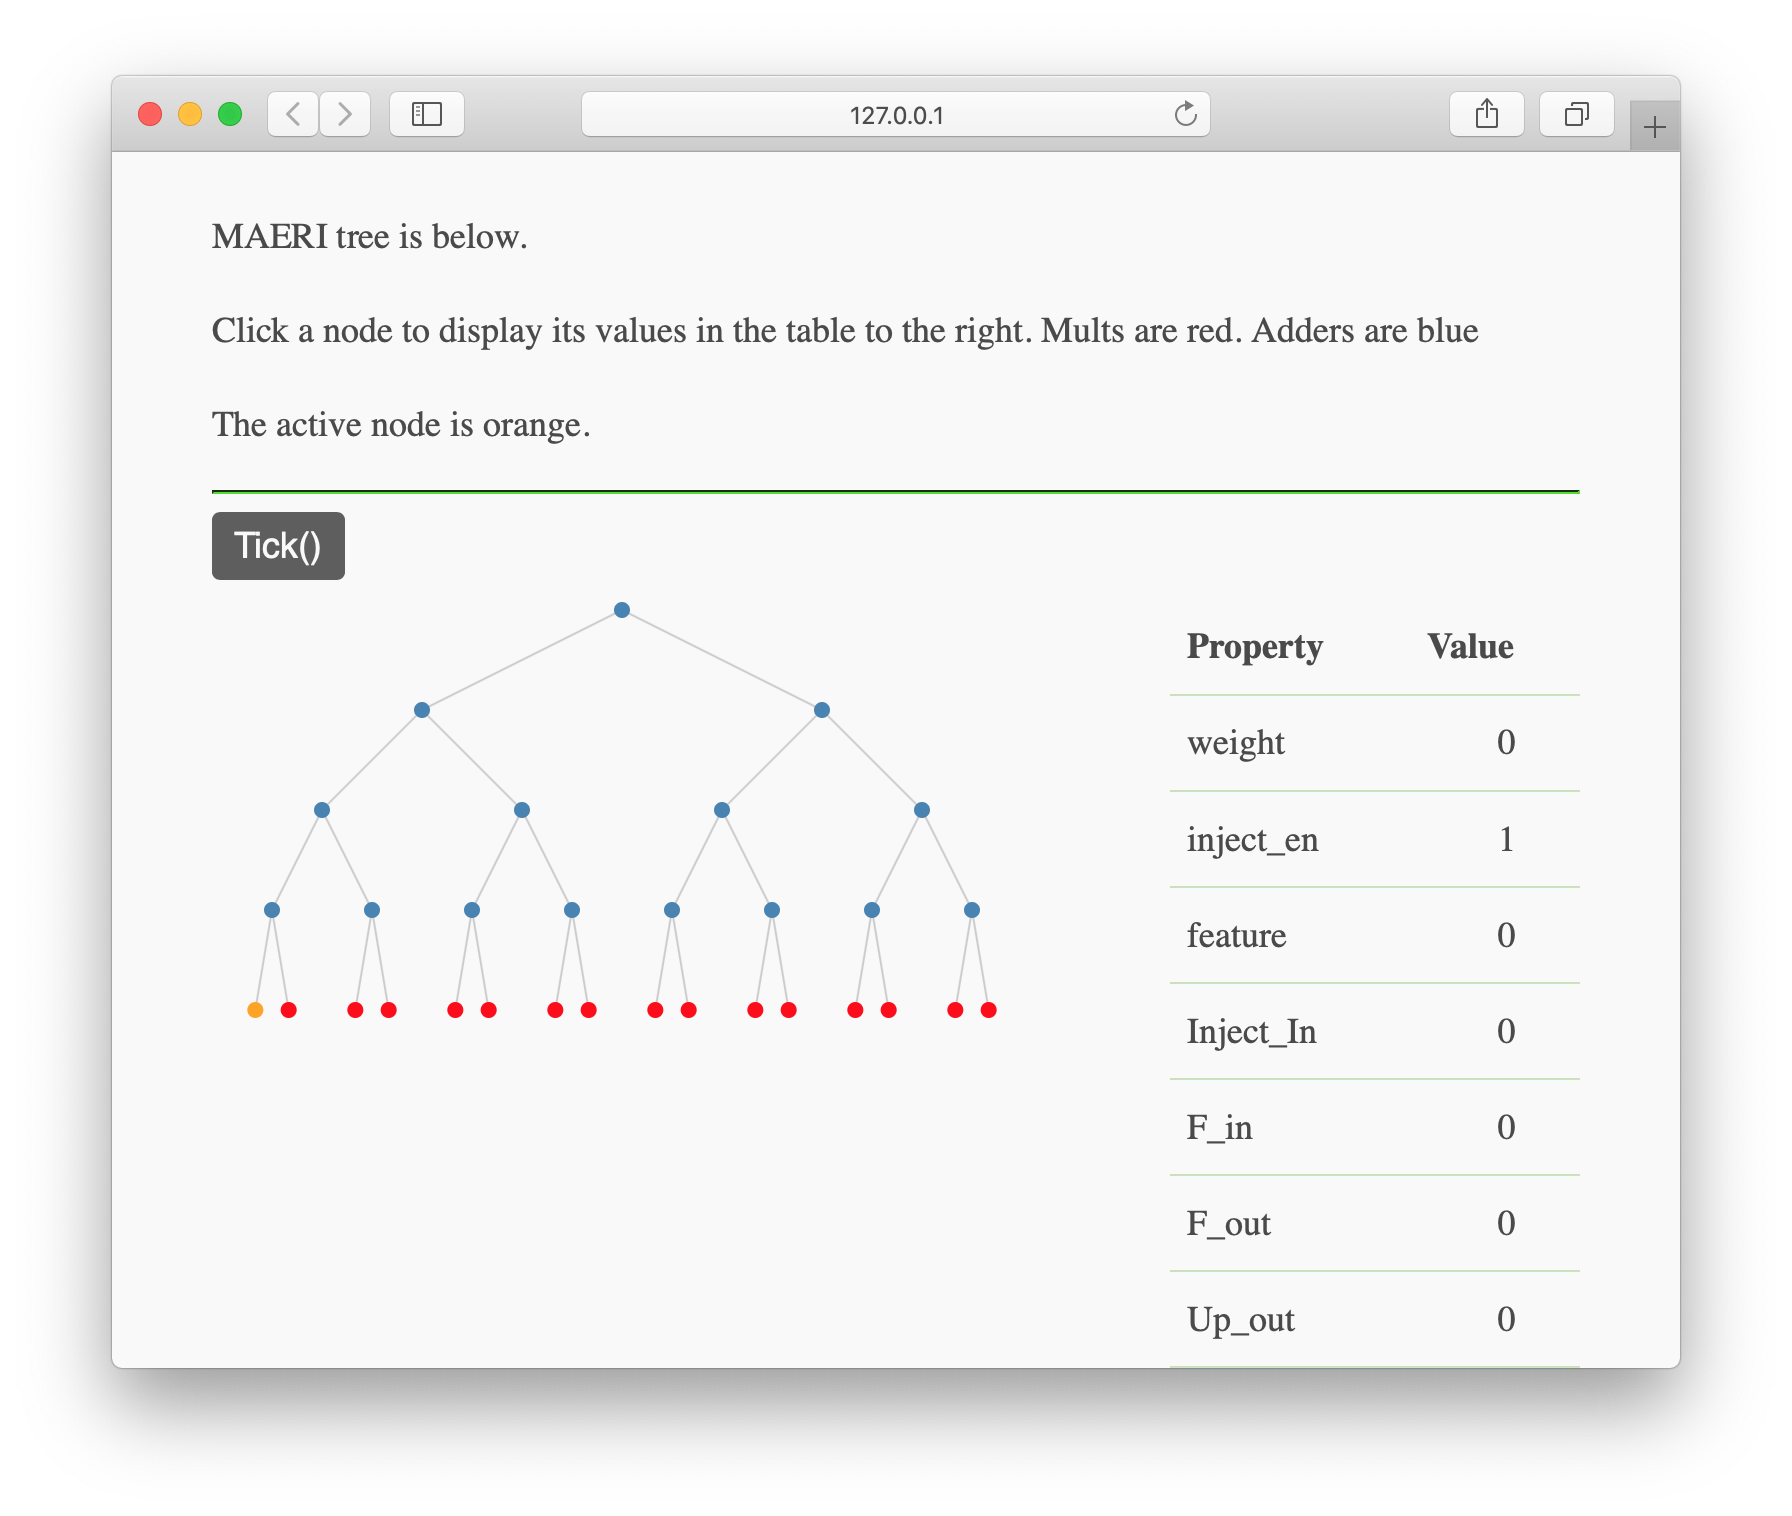 127.0.0.1
MAERI tree is below.
Click a node to display its values in the table to the right. Mults are red. Adders are blue
The active node is orange.
Tick()
Property Value
weight 0
inject_en 1
feature 0
Inject_In 0
F_in 0
F_out 0
Up_out 0